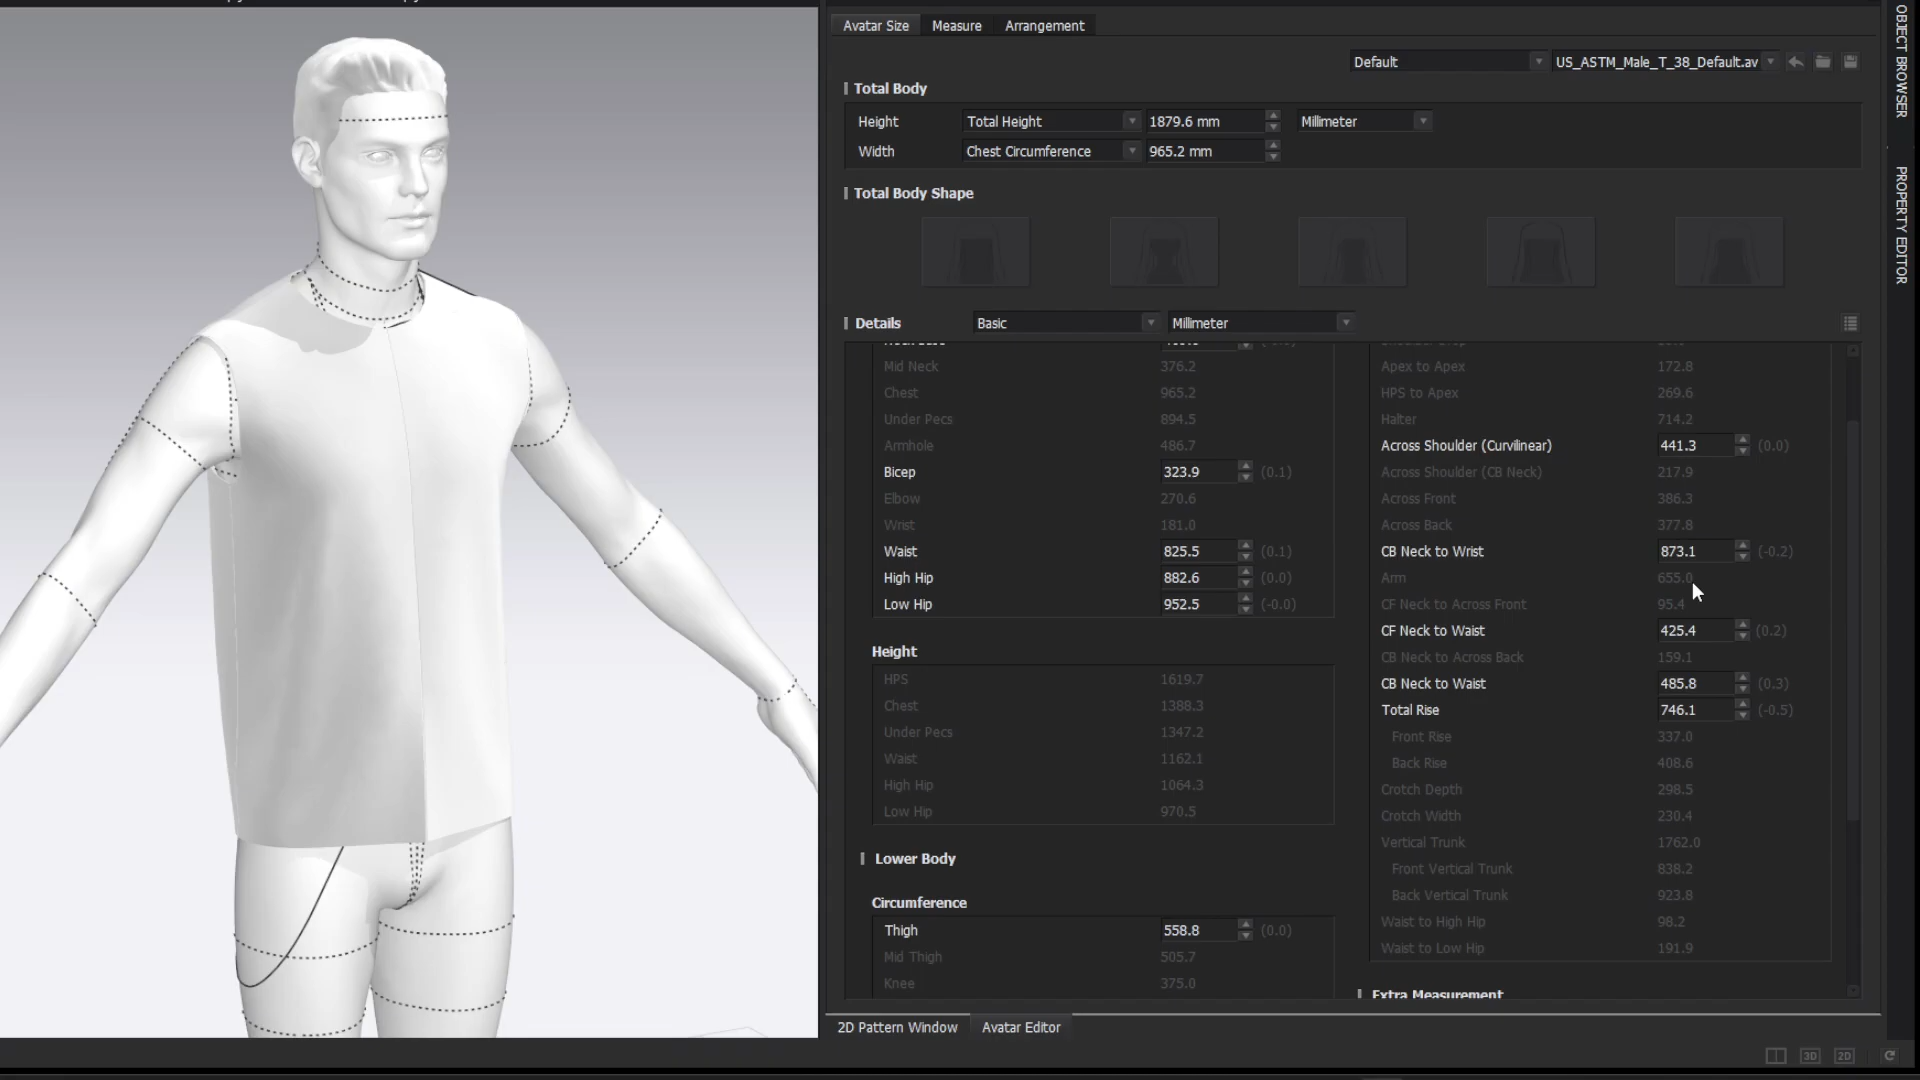 Avatar Size Measure Arrangement
Default US_ASTM_Male_T_38_Default.av
Total Body
Height Total Height 1879.6 mm Millimeter
Width Chest Circumference 965.2 mm
Total Body Shape
Details Basic Millimeter
Mid Neck 376.2
Chest 965.2
Under Pecs 894.5
Armhole 486.7
Bicep 323.9 (0.1)
Elbow 270.6
Wrist 181.0
Waist 825.5 (0.1)
High Hip 882.6 (0.0)
Low Hip 952.5 (-0.0)
Height
HPS 1619.7
Chest 1388.3
Under Pecs 1347.2
Waist 1162.1
High Hip 1064.3
Low Hip 970.5
Lower Body
Circumference
Thigh 558.8 (0.0)
Mid Thigh 505.7
Knee 375.0
Apex to Apex 172.8
HPS to Apex 269.6
Halter 714.2
Across Shoulder (Curvilinear) 441.3 (0.0)
Across Shoulder (CB Neck) 217.9
Across Front 386.3
Across Back 377.8
CB Neck to Wrist 873.1 (-0.2)
Arm 655.0
CF Neck to Across Front 95.4
CF Neck to Waist 425.4 (0.2)
CB Neck to Across Back 159.1
CB Neck to Waist 485.8 (0.3)
Total Rise 746.1 (-0.5)
Front Rise 337.0
Back Rise 408.6
Crotch Depth 298.5
Crotch Width 230.4
Vertical Trunk 1762.0
Front Vertical Trunk 838.2
Back Vertical Trunk 923.8
Waist to High Hip 98.2
Waist to Low Hip 191.9
Extra Measurement
2D Pattern Window Avatar Editor
3D 2D
OBJECT BROWSER
PROPERTY EDITOR